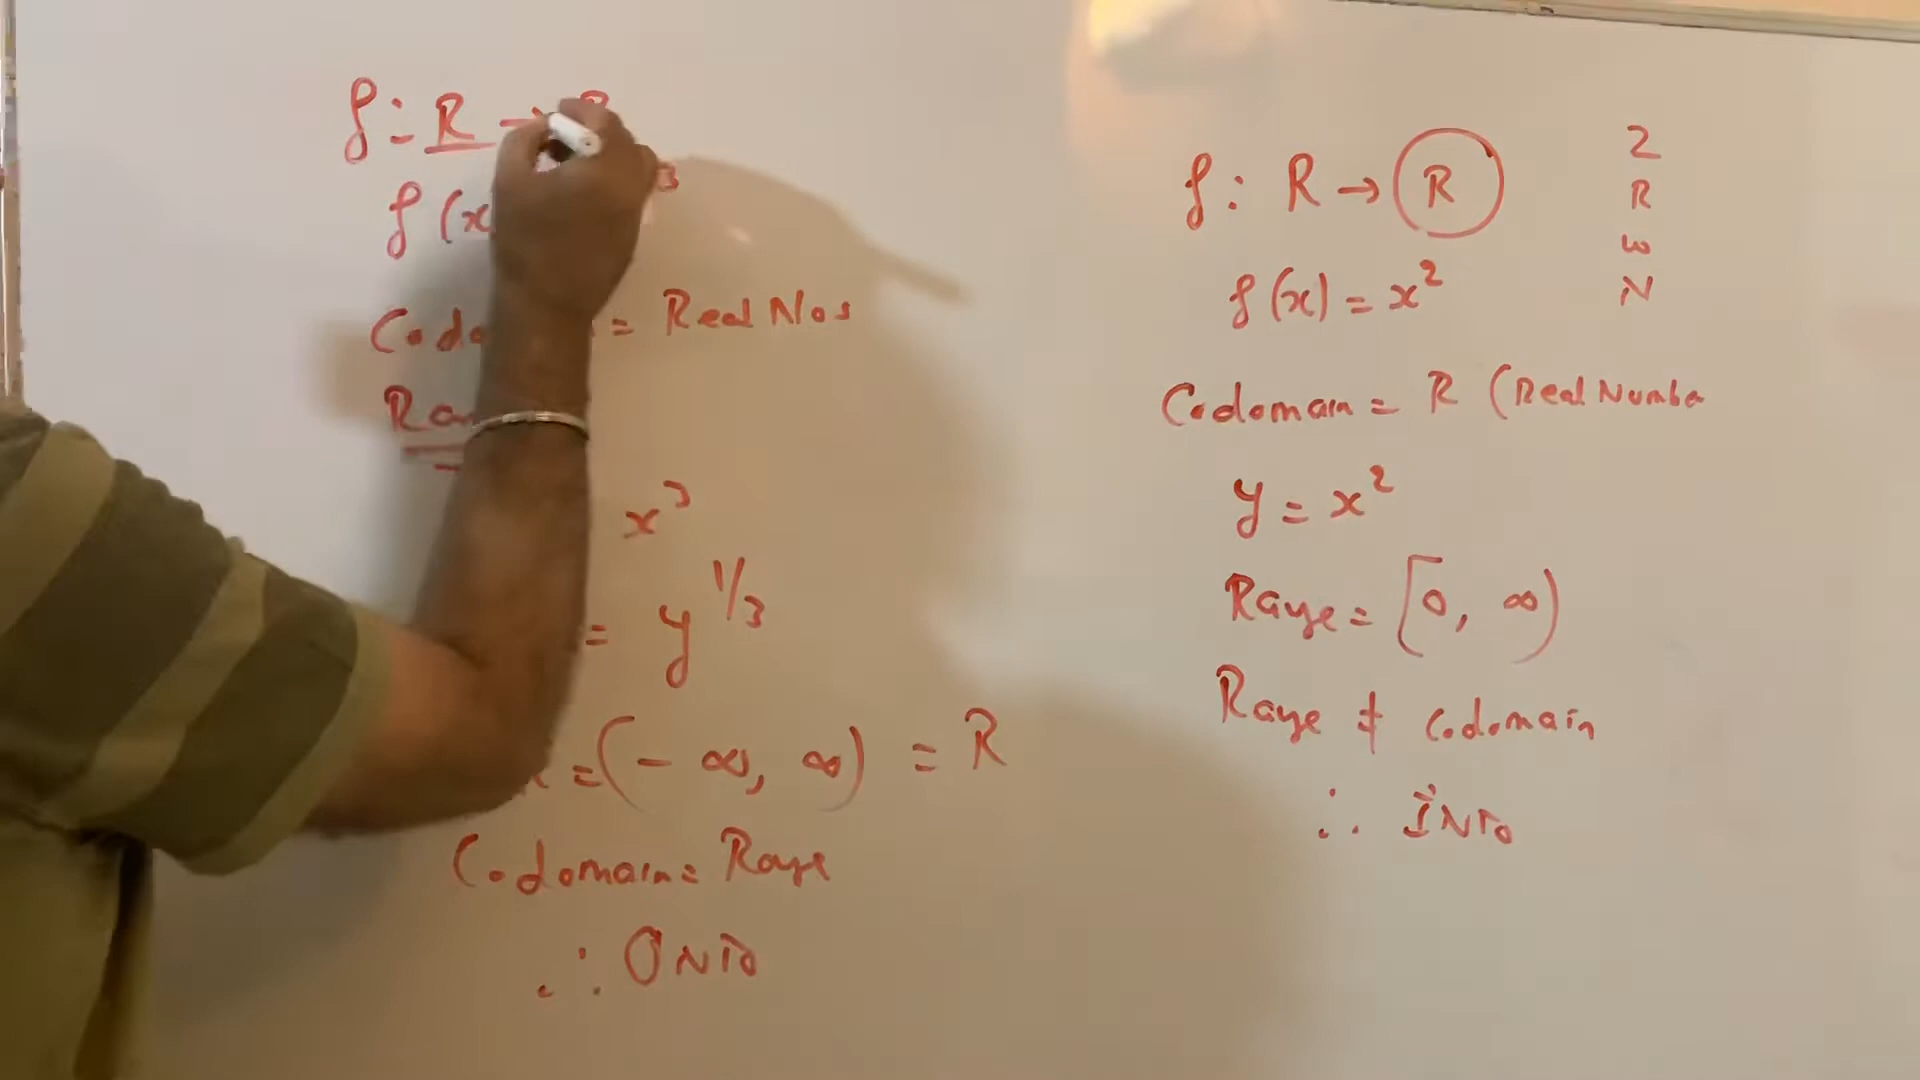 f: R →
f(x 3
Codo = Real Nos
Ra
x³
= y^1/3
= (-∞, ∞) = R
Codomain = Range
∴ ONTO
f: R → R
f(x) = x²
Codomain = R (Real Numbe
y = x²
Range = [0, ∞)
Range ≠ Codomain
∴ INTO
Z
R
W
N